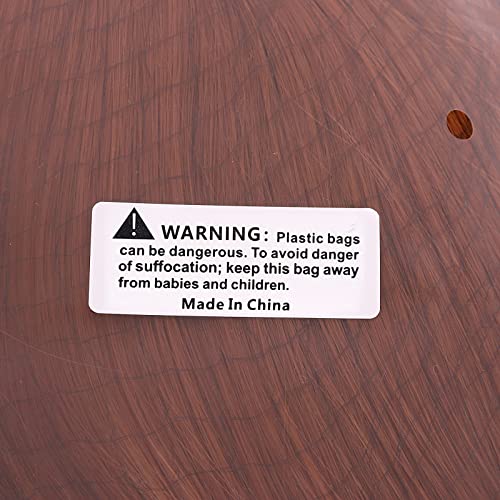 WARNING: Plastic bags
can be dangerous. To avoid danger
of suffocation; keep this bag away
from babies and children.
Made In China